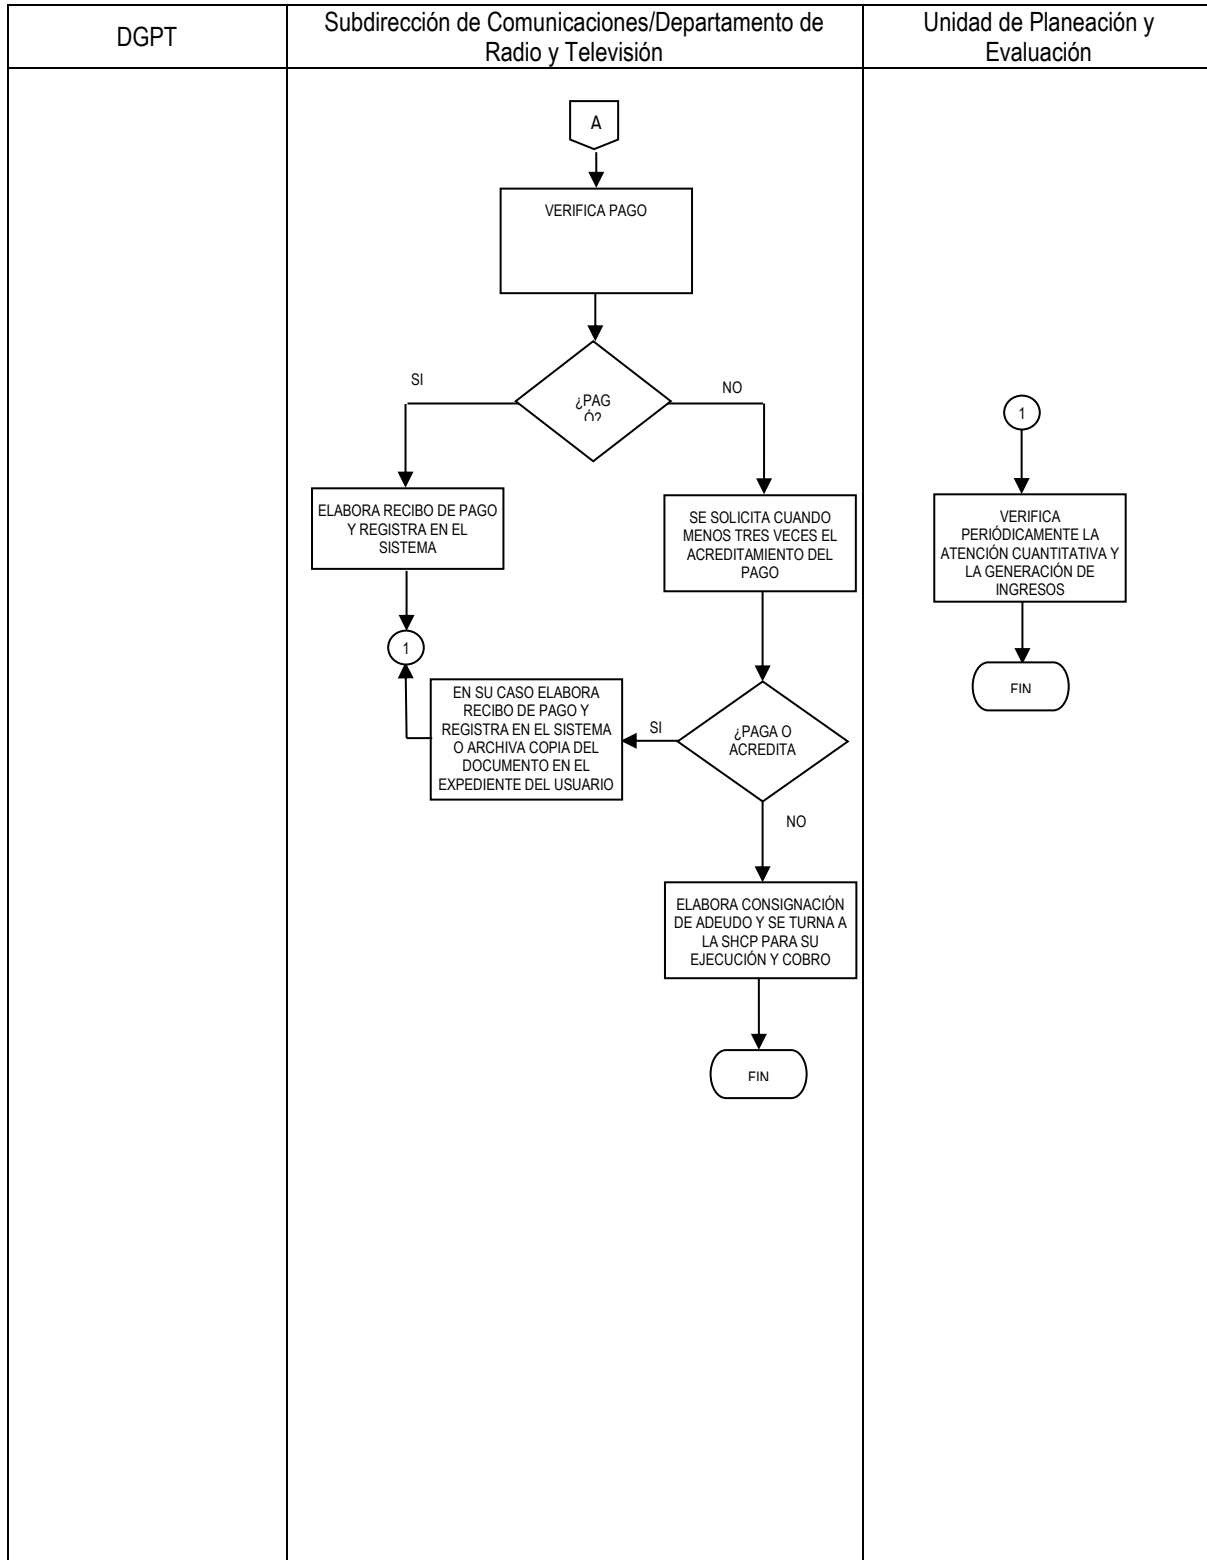 DGPT
Subdirección de Comunicaciones/Departamento de
Radio y Televisión
Unidad de Planeación y
Evaluación
A
VERIFICA PAGO
¿PAG
Ó?
SI
NO
ELABORA RECIBO DE PAGO
Y REGISTRA EN EL
SISTEMA
SE SOLICITA CUANDO
MENOS TRES VECES EL
ACREDITAMIENTO DEL
PAGO
1
EN SU CASO ELABORA
RECIBO DE PAGO Y
REGISTRA EN EL SISTEMA
O ARCHIVA COPIA DEL
DOCUMENTO EN EL
EXPEDIENTE DEL USUARIO
SI
¿PAGA O
ACREDITA
NO
ELABORA CONSIGNACIÓN
DE ADEUDO Y SE TURNA A
LA SHCP PARA SU
EJECUCIÓN Y COBRO
FIN
1
VERIFICA
PERIÓDICAMENTE LA
ATENCIÓN CUANTITATIVA Y
LA GENERACIÓN DE
INGRESOS
FIN